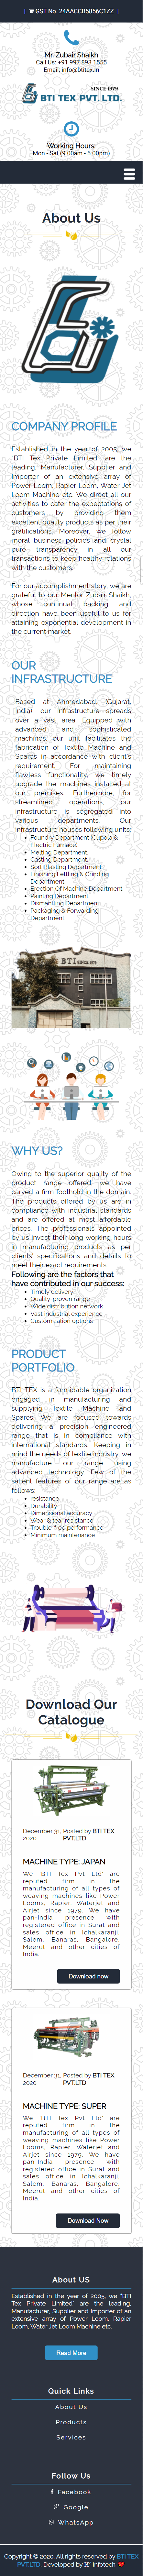 | GST No. 24AACCB5856C1ZZ |
Mr. Zubair Shaikh
Call Us: +91 997 893 1555
Email: info@btitex.in
SINCE 1979
BTI TEX PVT. LTD.
Working Hours:
Mon - Sat (9.00am - 5.00pm)
About Us
COMPANY PROFILE
Established in the year of 2005, we
"BTI Tex Private Limited" are the
leading Manufacturer, Supplier and
Importer of an extensive array of
Power Loom, Rapier Loom, Water Jet
Loom Machine etc. We direct all our
activities to cater the expectations of
customers by providing them
excellent quality products as per their
gratifications. Moreover, we follow
moral business policies and crystal
pure transparency in all our
transactions to keep healthy relations
with the customers.
For our accomplishment story, we are
grateful to our Mentor Zubair Shaikh,
whose continual backing and
direction have been useful to us for
attaining exponential development in
the current market.
OUR
INFRASTRUCTURE
Based at Ahmedabad, (Gujarat,
India), our infrastructure spreads
over a vast area. Equipped with
advanced and sophisticated
machines, our unit facilitates the
fabrication of Textile Machine and
Spares in accordance with client's
requirement. For sustaining
flawless functionality, we timely
upgrade the machines installed at
our premises. Furthermore for
streamlined operations, our
infrastructure is segregated into
various departments. Our
infrastructure houses following units:
Foundry Department (Cupola &
Electric Furnace).
Melting Department.
Casting Department.
Sort Blasting Department.
Finishing Fettling & Grinding
Department.
Erection Of Machine Department.
Painting Department.
Dismantling Department.
Packaging & Forwarding
Department.
BTI SINCE 1979
WHY US?
Owing to the superior quality of the
product range offered, we have
carved a firm foothold in the domain.
The products offered by us are in
compliance with industrial standards
and are offered at most affordable
prices. The professionals appointed
by us invest their long working hours
in manufacturing products as per
clients' specifications and details to
meet their exact requirements.
Following are the factors that
have contributed in our success:
Timely delivery
Quality-proven range
Wide distribution network
Vast industrial experience
Customization options
PRODUCT
PORTFOLIO
BTI TEX is a formidable organization
engaged in manufacturing and
supplying Textile Machine and
Spares. We are focused towards
delivering a precision engineered
range that is in compliance with
international standards. Keeping in
mind the needs of textile industry, we
manufacture our range using
advanced technology. Few of the
salient features of our range are as
follows:
resistance
Durability
Dimensional accuracy
Wear & tear resistance
Trouble-free performance
Minimum maintenance
Download Our
Catalogue
December 31, Posted by BTI TEX
2020 PVT.LTD
MACHINE TYPE: JAPAN
We 'BTI Tex Pvt Ltd' are
reputed firm in the
manufacturing of all types of
weaving machines like Power
Looms, Rapier, Waterjet and
Airjet since 1979. We have
pan-India presence with
registered office in Surat and
sales office in Ichalkaranji,
Salem, Banaras, Bangalore,
Meerut and other cities of
India.
Download now
December 31, Posted by BTI TEX
2020 PVT.LTD
MACHINE TYPE: SUPER
We 'BTI Tex Pvt Ltd' are
reputed firm in the
manufacturing of all types of
weaving machines like Power
Looms, Rapier, Waterjet and
Airjet since 1979. We have
pan-India presence with
registered office in Surat and
sales office in Ichalkaranji,
Salem, Banaras, Bangalore,
Meerut and other cities of
India.
Download Now
About US
Established in the year of 2005, we "BTI
Tex Private Limited" are the leading,
Manufacturer, Supplier and Importer of an
extensive array of Power Loom, Rapier
Loom, Water Jet Loom Machine etc.
Read More
Quick Links
About Us
Products
Services
Follow Us
Facebook
Google
WhatsApp
Copyright © 2020. All rights reserved by BTI TEX
PVT.LTD, Developed by Infotech